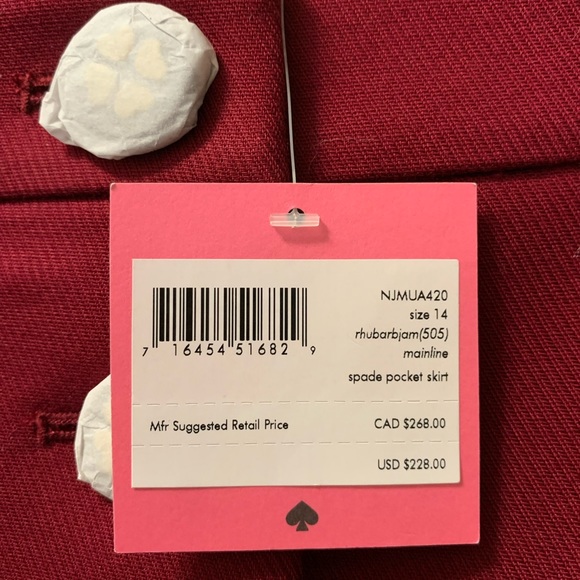 NJMUA420
size 14
rhubarbjam(505)
mainline
spade pocket skirt
7 16454 51682 9
Mfr Suggested Retail Price CAD $268.00
USD $228.00